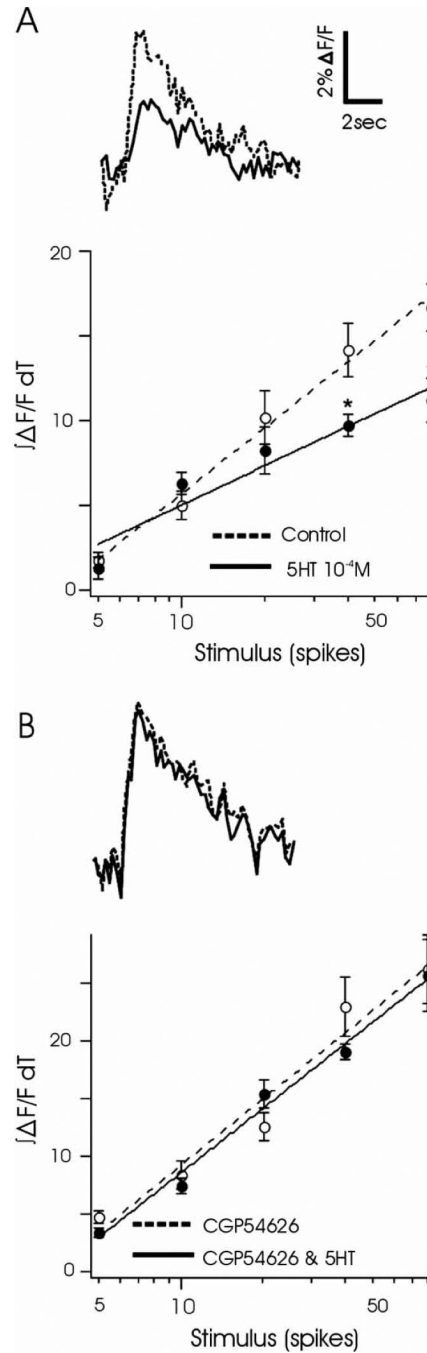 A
2% ΔF/F
2sec
20
10
0
∫ΔF/F dT
*
Control
5HT 10⁻⁴M
5 10 50
Stimulus (spikes)
B
20
10
0
∫ΔF/F dT
CGP54626
CGP54626 & 5HT
5 10 50
Stimulus (spikes)